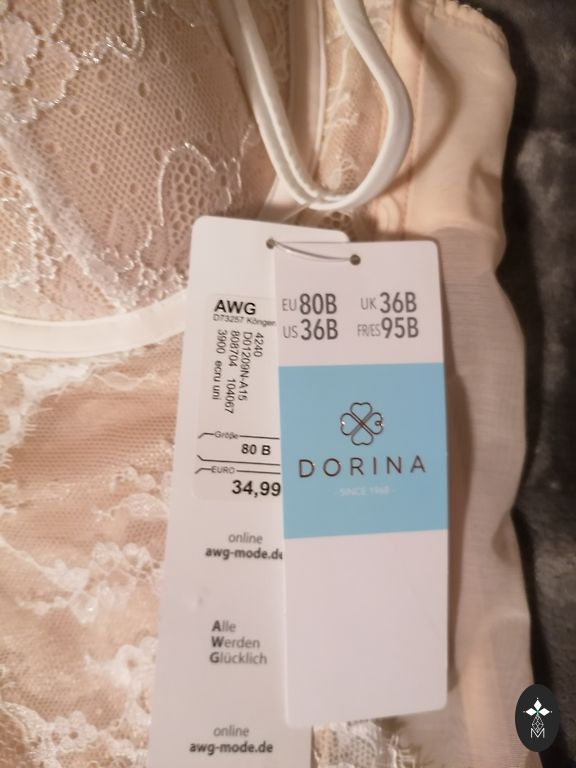 AWG
D73257 Köngen
4240
D01209N-A15
808704 104067
3900 ecru uni
Größe
80 B
EURO
34,99
online
awg-mode.de
Alle
Werden
Glücklich
online
awg-mode.de
EU 80B UK 36B
US 36B FR/ES 95B
DORINA
- SINCE 1968 -
M